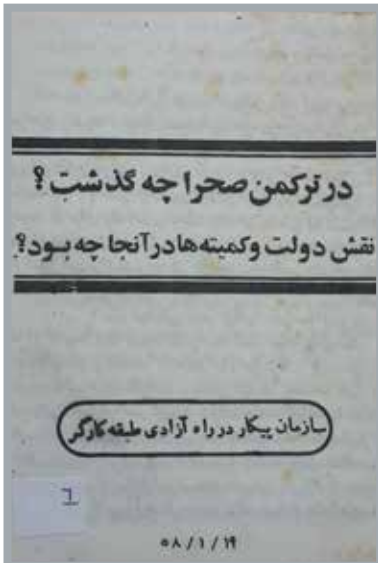 در ترکمن صحرا چه گذشت؟
نقش دولت و کمیته ها در آنجا چه بود؟
سازمان پیکار در راه آزادی طبقه کارگر
۵۸/۱/۱۹